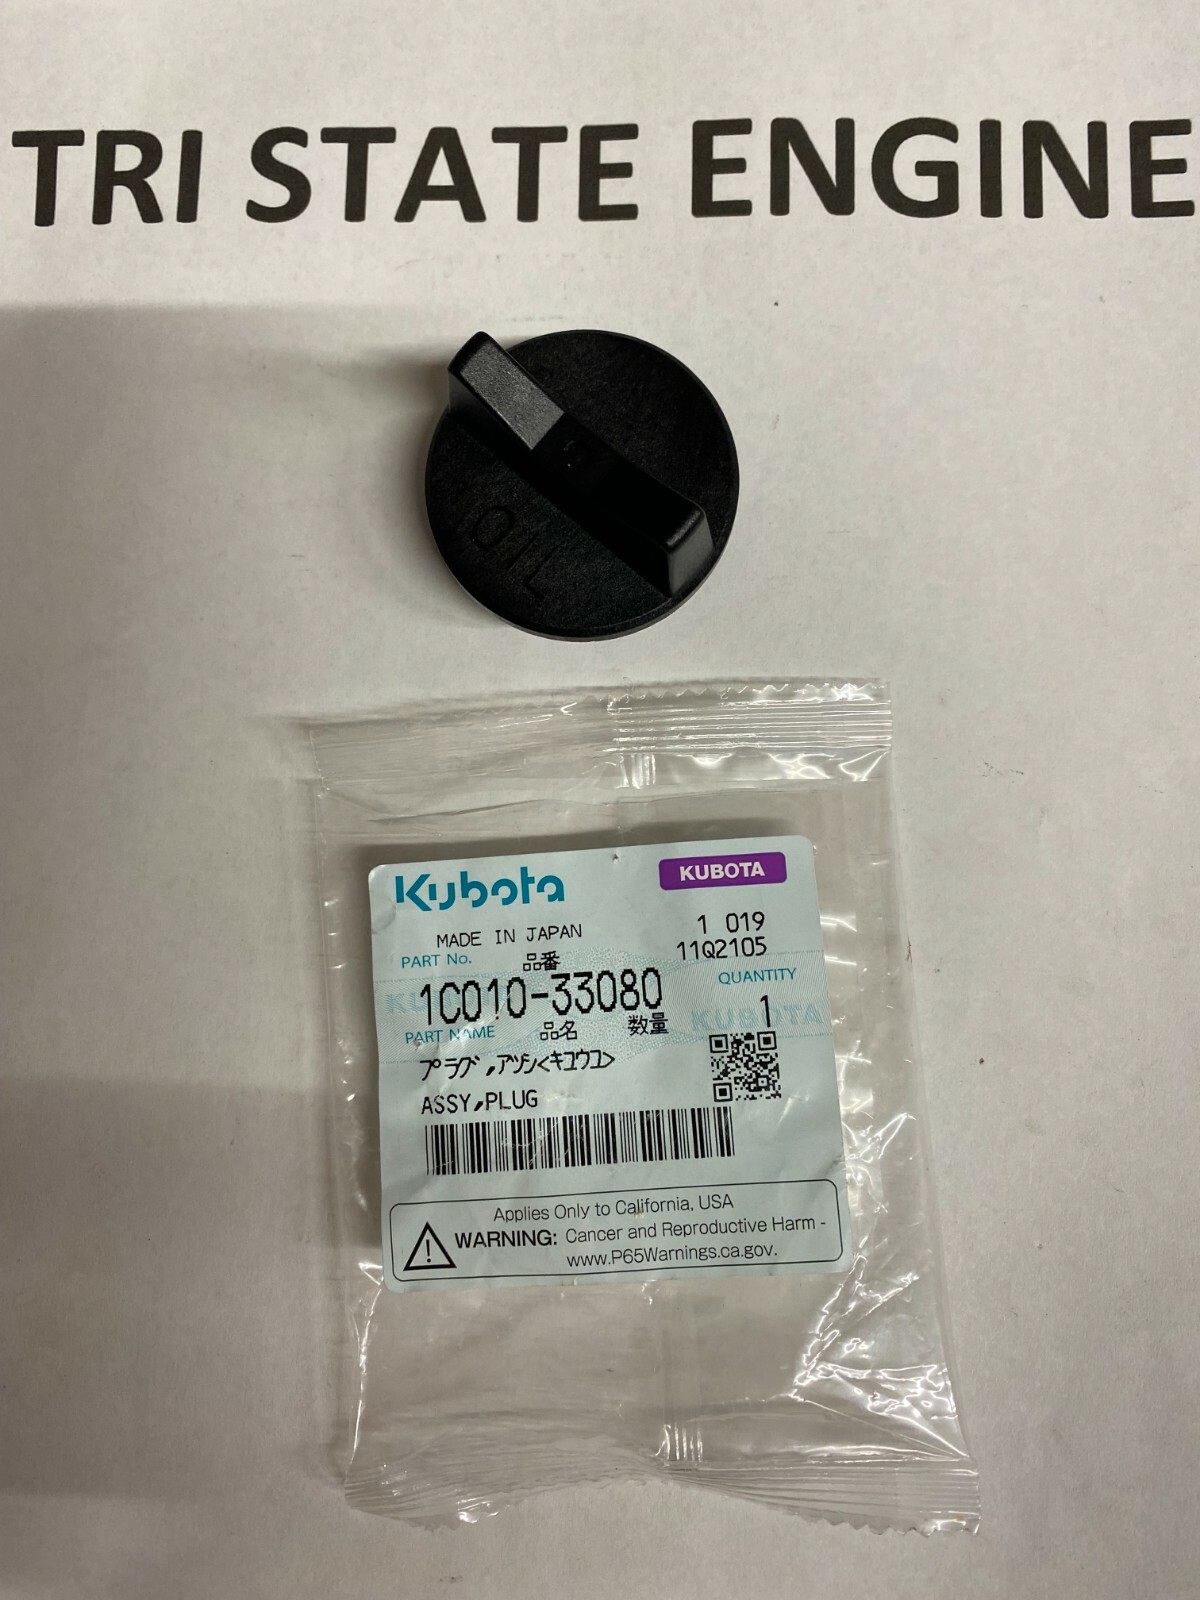 TRI STATE ENGINE
OIL
Kubota KUBOTA
MADE IN JAPAN 1 019
11Q2105
PART No. 品番
QUANTITY
1C010-33080
1
PART NAME 品名 数量
KUBOTA
プラグ,アツシ<キユウユ>
ASSY,PLUG
Applies Only to California, USA
WARNING: Cancer and Reproductive Harm -
www.P65Warnings.ca.gov.